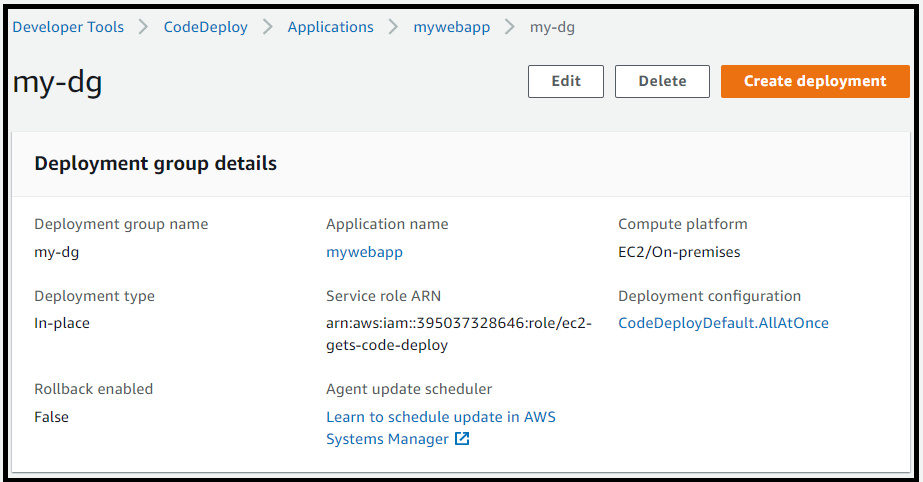 Developer Tools > CodeDeploy > Applications > mywebapp > my-dg
my-dg
Edit
Delete
Create deployment
Deployment group details
Deployment group name
my-dg
Application name
mywebapp
Compute platform
EC2/On-premises
Deployment type
In-place
Service role ARN
arn:aws:iam::395037328646:role/ec2-
gets-code-deploy
Deployment configuration
CodeDeployDefault.AllAtOnce
Rollback enabled
False
Agent update scheduler
Learn to schedule update in AWS
Systems Manager